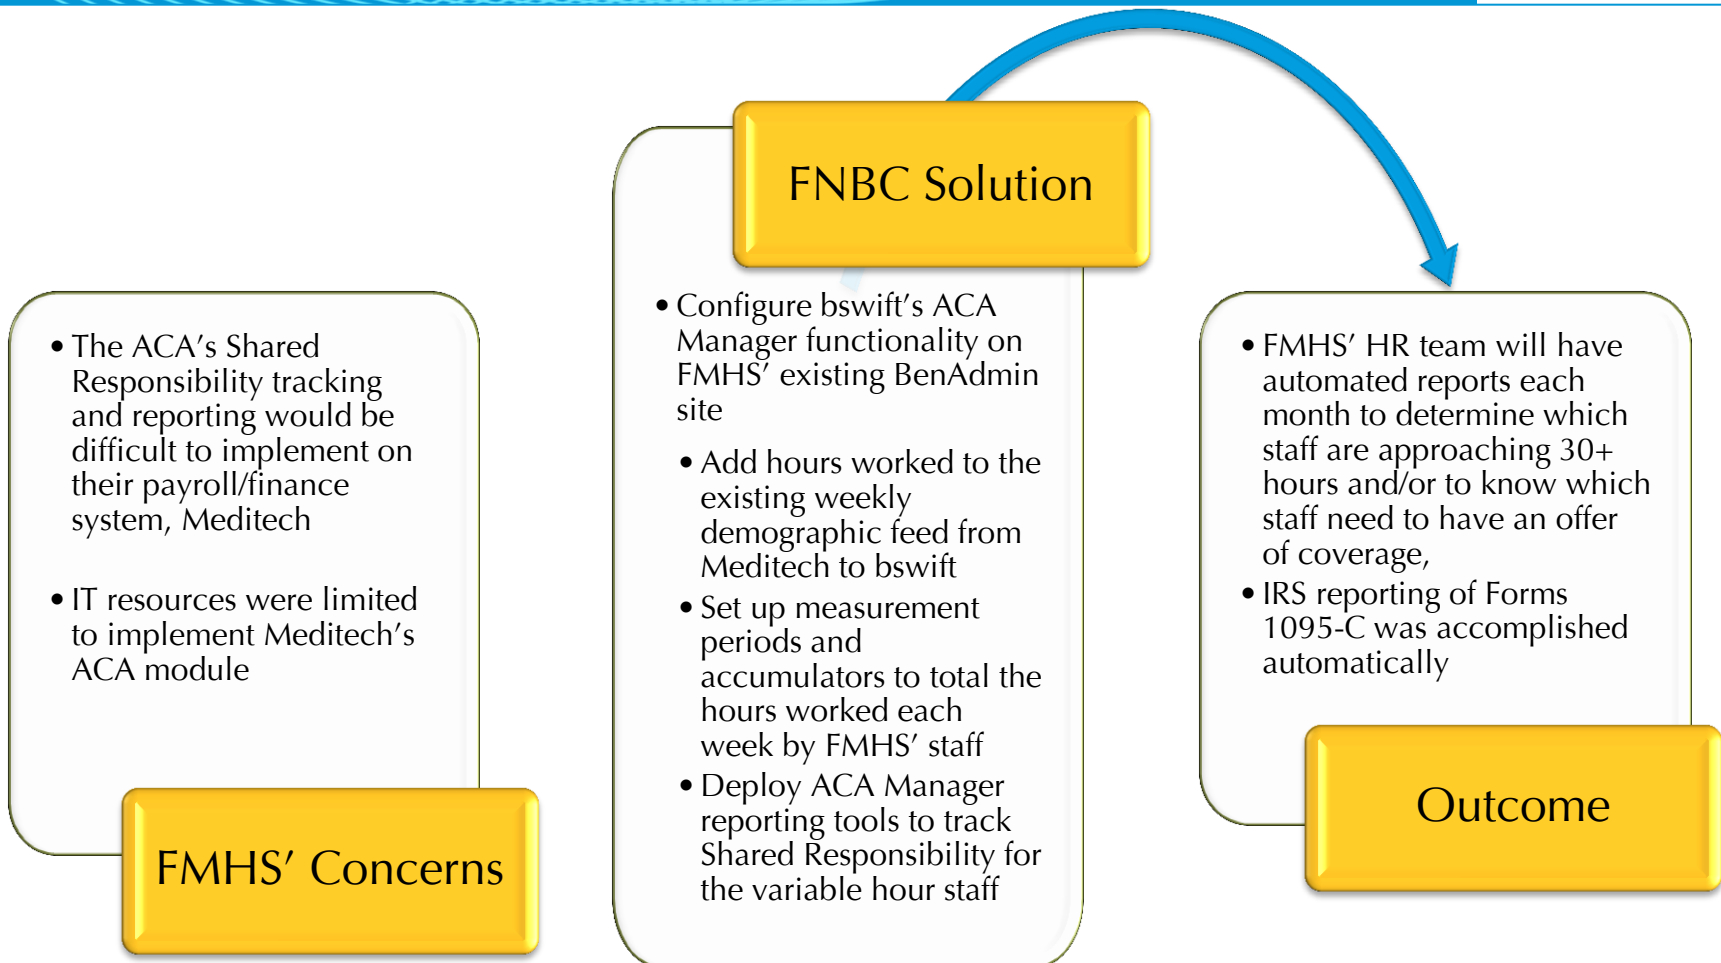 • The ACA’s Shared
Responsibility tracking
and reporting would be
difficult to implement on
their payroll/finance
system, Meditech
• IT resources were limited
to implement Meditech’s
ACA module
FMHS’ Concerns
FNBC Solution
• Configure bswift’s ACA
Manager functionality on
FMHS’ existing BenAdmin
site
• Add hours worked to the
existing weekly
demographic feed from
Meditech to bswift
• Set up measurement
periods and
accumulators to total the
hours worked each
week by FMHS’ staff
• Deploy ACA Manager
reporting tools to track
Shared Responsibility for
the variable hour staff
• FMHS’ HR team will have
automated reports each
month to determine which
staff are approaching 30+
hours and/or to know which
staff need to have an offer
of coverage,
• IRS reporting of Forms
1095-C was accomplished
automatically
Outcome